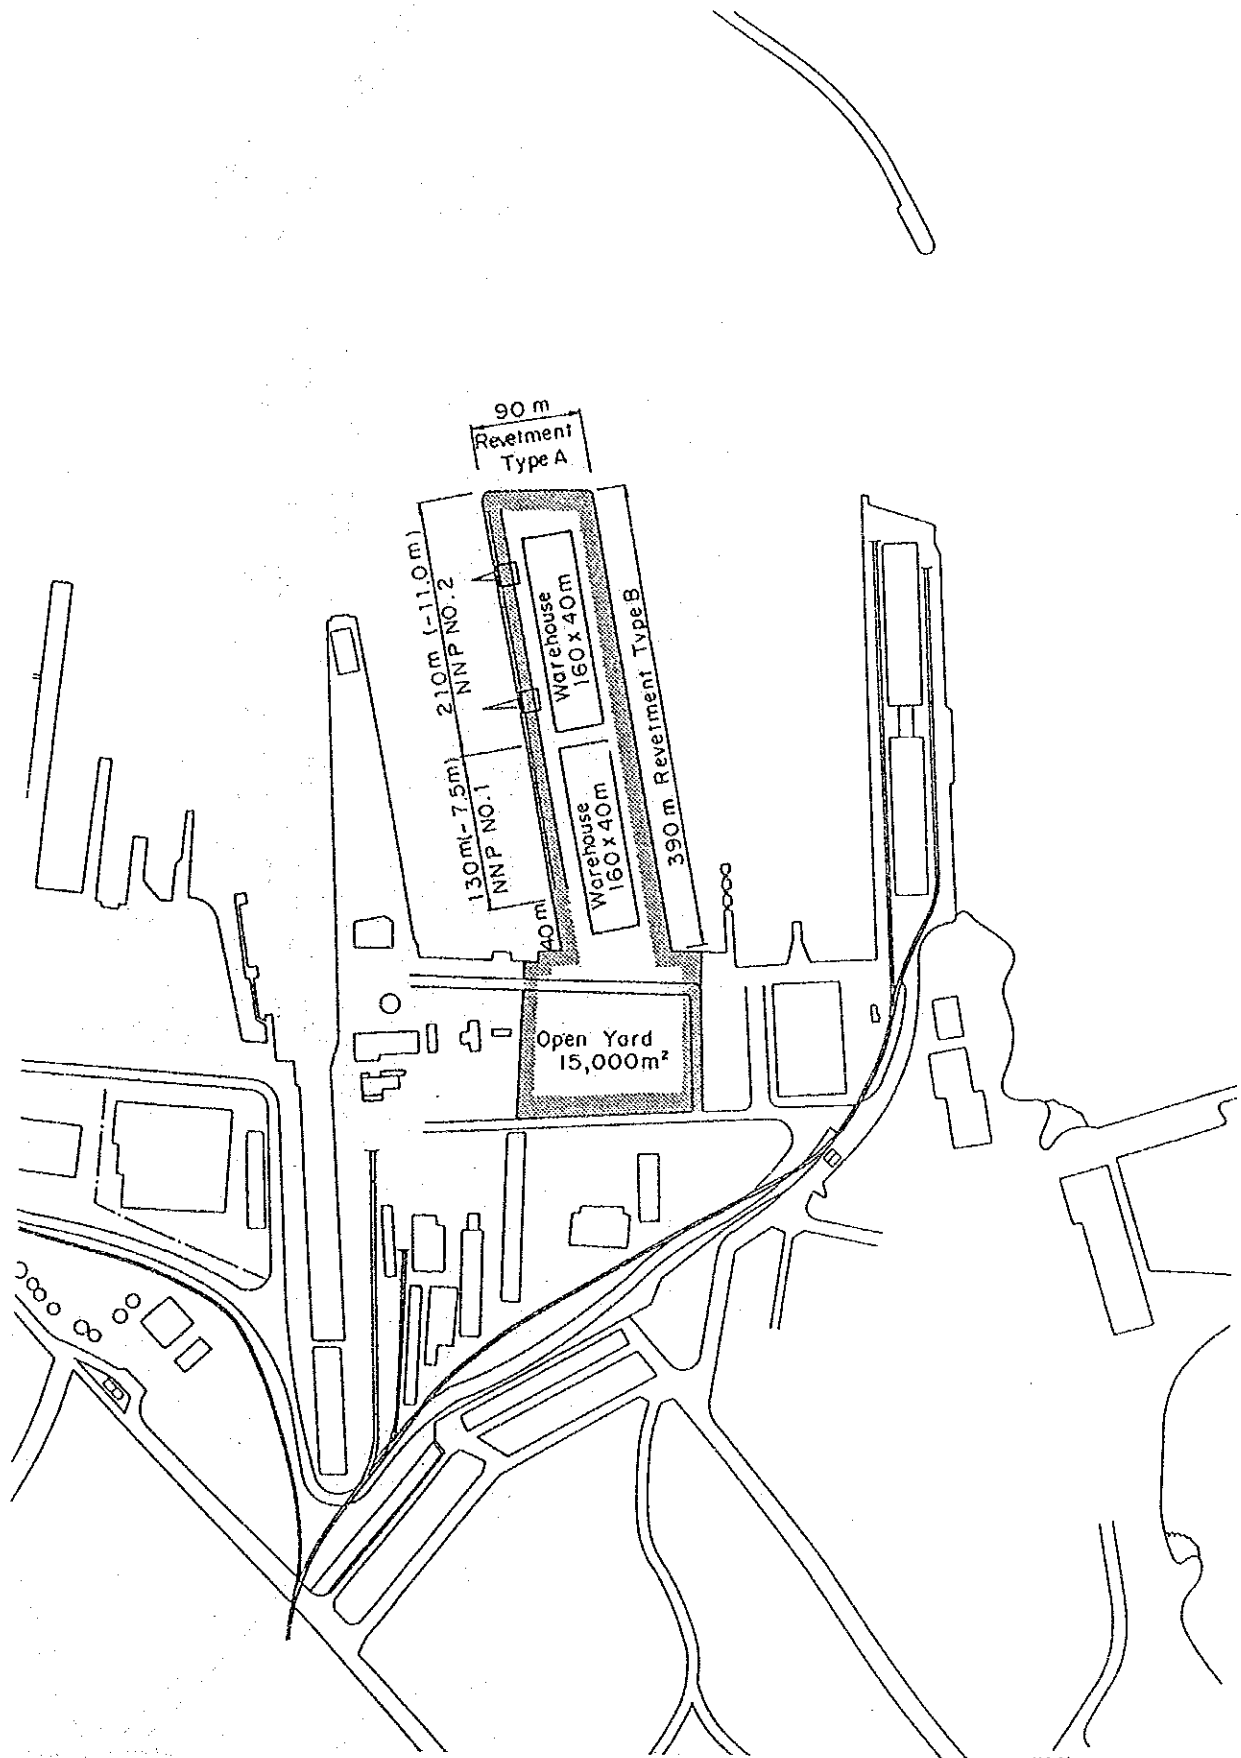 90 m
Revetment
Type A
210m (-11.0m)
NNP NO.2
130m(-7.5m)
NNP NO.1
40m
Warehouse
160 x 40m
Warehouse
160 x 40m
390 m Revetment Type B
Open Yard
15,000m²